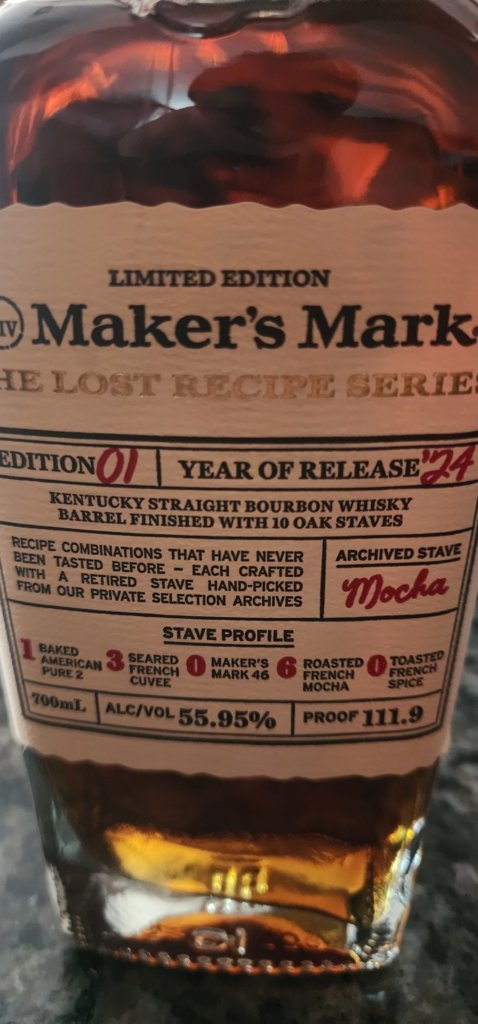 LIMITED EDITION
IV Maker's Mark
HE LOST RECIPE SERIES
EDITION 01 YEAR OF RELEASE '24
KENTUCKY STRAIGHT BOURBON WHISKY
BARREL FINISHED WITH 10 OAK STAVES
RECIPE COMBINATIONS THAT HAVE NEVER
BEEN TASTED BEFORE – EACH CRAFTED
WITH A RETIRED STAVE HAND-PICKED
FROM OUR PRIVATE SELECTION ARCHIVES
ARCHIVED STAVE
Mocha
STAVE PROFILE
1 BAKED
AMERICAN
PURE 2
3 SEARED
FRENCH
CUVEE
0 MAKER'S
MARK 46
6 ROASTED
FRENCH
MOCHA
0 TOASTED
FRENCH
SPICE
700mL ALC/VOL 55.95% PROOF 111.9